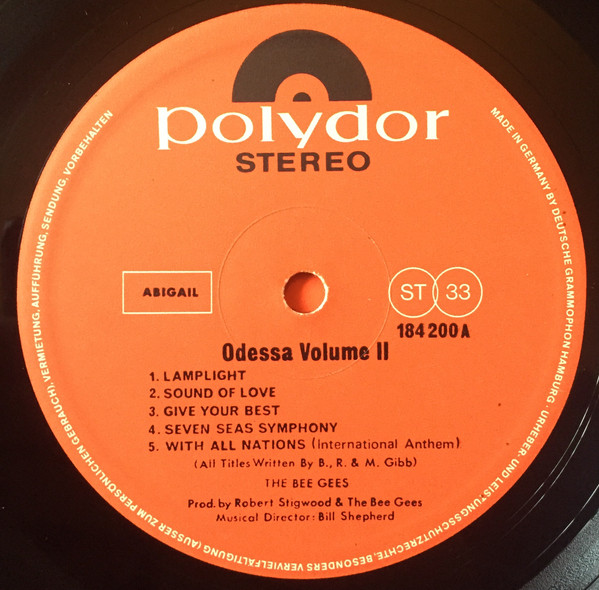 polydor
STEREO
ABIGAIL
ST 33
184 200 A
Odessa Volume II
1. LAMPLIGHT
2. SOUND OF LOVE
3. GIVE YOUR BEST
4. SEVEN SEAS SYMPHONY
5. WITH ALL NATIONS (International Anthem)
(All Titles Written By B., R. & M. Gibb)
THE BEE GEES
Prod. by Robert Stigwood & The Bee Gees
Musical Director: Bill Shepherd
MADE IN GERMANY BY DEUTSCHE GRAMMOPHON HAMBURG · URHEBER- UND LEISTUNGSSCHUTZRECHTE, BESONDERS VERVIELFÄLTIGUNG (AUSSER ZUM PERSÖNLICHEN GEBRAUCH), VERMIETUNG, AUFFÜHRUNG, SENDUNG, VORBEHALTEN